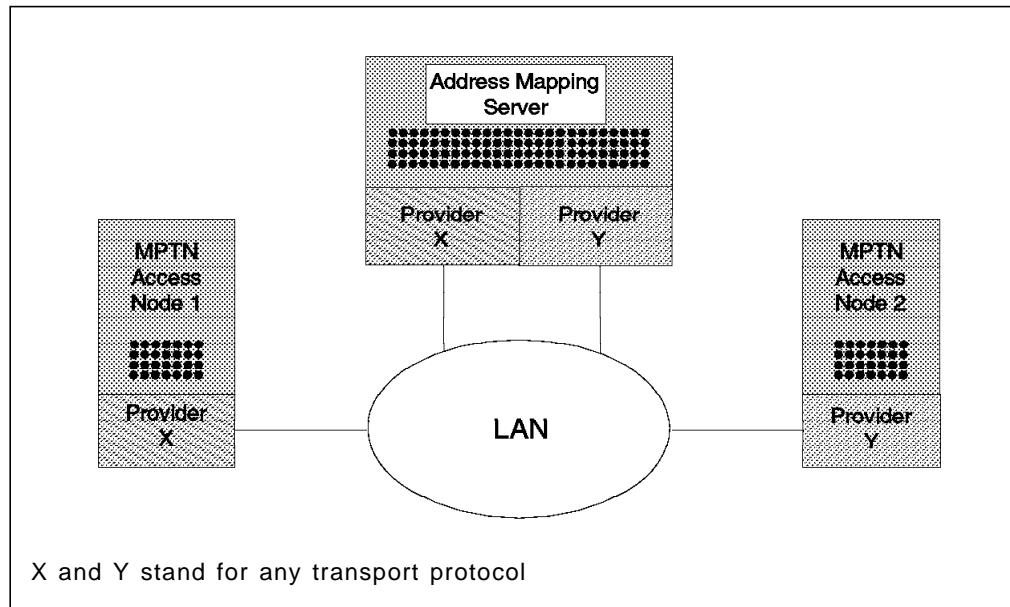 Address Mapping
Server
Provider
X
Provider
Y
MPTN
Access
Node 1
Provider
X
MPTN
Access
Node 2
Provider
Y
LAN
X and Y stand for any transport protocol